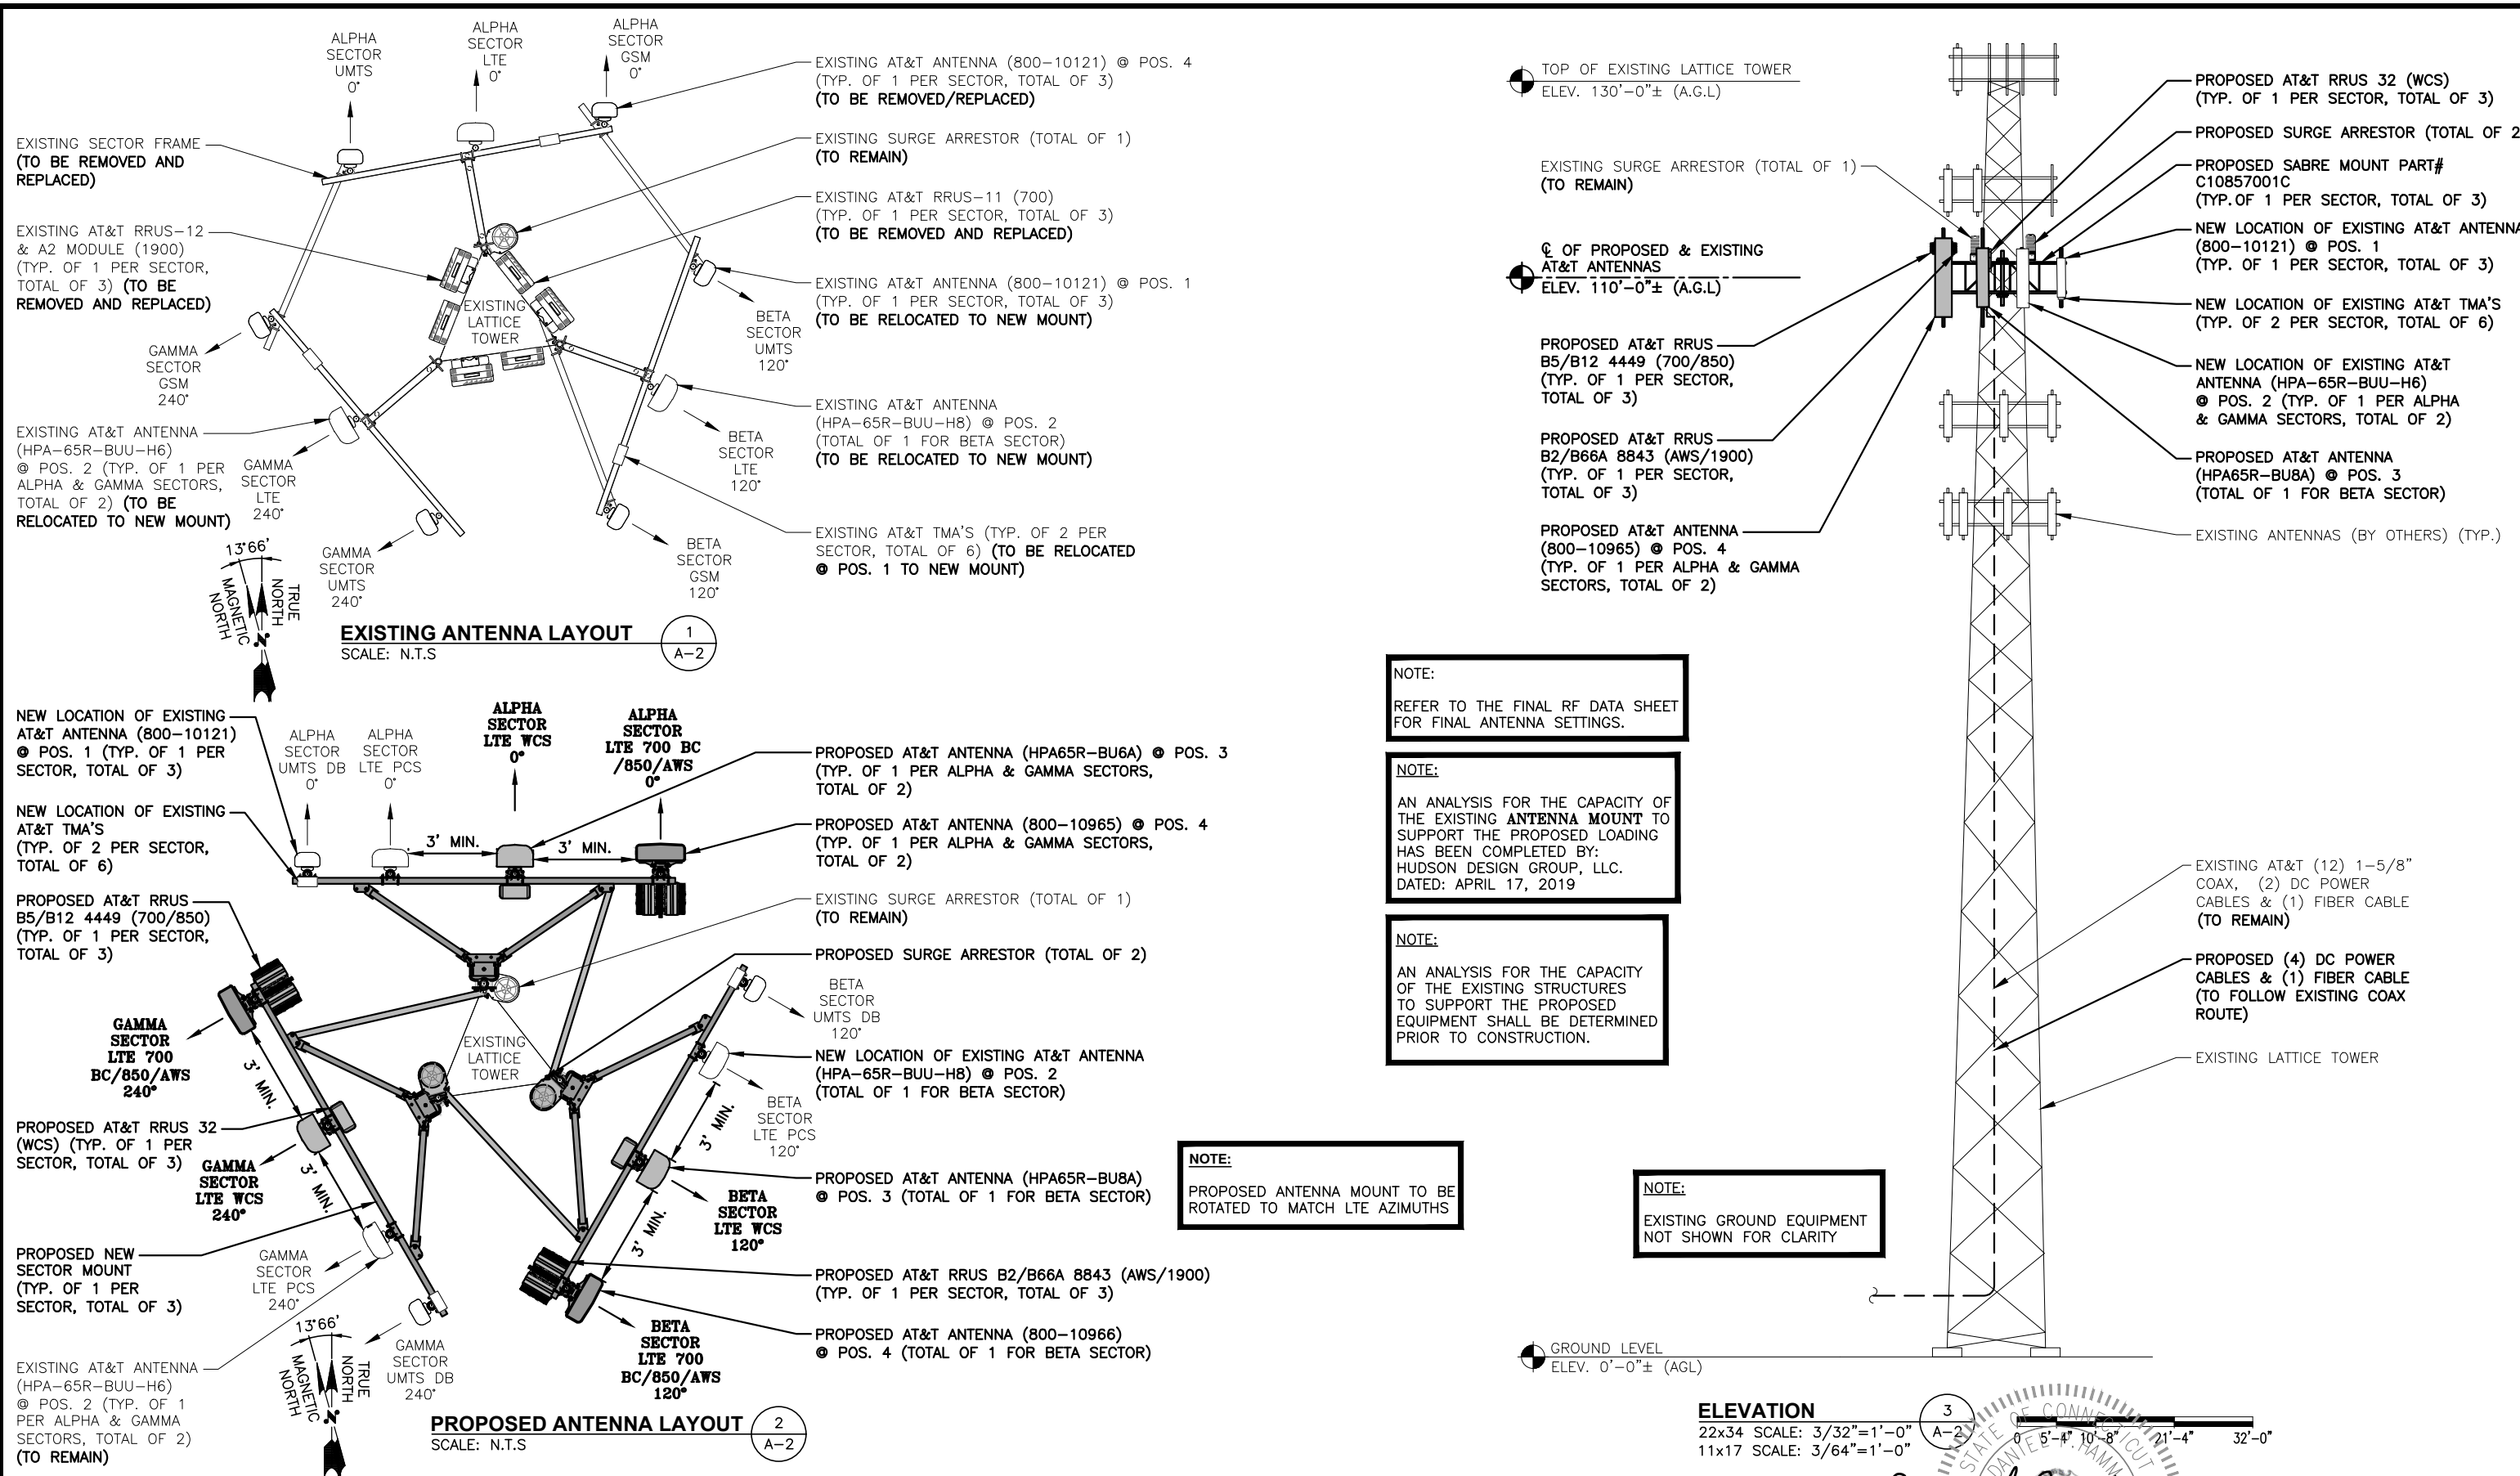 ALPHA
SECTOR
UMTS
0°
ALPHA
SECTOR
LTE
0°
ALPHA
SECTOR
GSM
0°
EXISTING AT&T ANTENNA (800-10121) @ POS. 4
(TYP. OF 1 PER SECTOR, TOTAL OF 3)
(TO BE REMOVED/REPLACED)
EXISTING SURGE ARRESTOR (TOTAL OF 1)
(TO REMAIN)
EXISTING AT&T RRUS-11 (700)
(TYP. OF 1 PER SECTOR, TOTAL OF 3)
(TO BE REMOVED AND REPLACED)
EXISTING AT&T ANTENNA (800-10121) @ POS. 1
(TYP. OF 1 PER SECTOR, TOTAL OF 3)
(TO BE RELOCATED TO NEW MOUNT)
EXISTING AT&T ANTENNA
(HPA-65R-BUU-H8) @ POS. 2
(TOTAL OF 1 FOR BETA SECTOR)
(TO BE RELOCATED TO NEW MOUNT)
EXISTING AT&T TMA'S (TYP. OF 2 PER
SECTOR, TOTAL OF 6) (TO BE RELOCATED
@ POS. 1 TO NEW MOUNT)
EXISTING SECTOR FRAME
(TO BE REMOVED AND
REPLACED)
EXISTING AT&T RRUS-12
& A2 MODULE (1900)
(TYP. OF 1 PER SECTOR,
TOTAL OF 3) (TO BE
REMOVED AND REPLACED)
EXISTING
LATTICE
TOWER
BETA
SECTOR
UMTS
120°
BETA
SECTOR
LTE
120°
BETA
SECTOR
GSM
120°
GAMMA
SECTOR
GSM
240°
GAMMA
SECTOR
LTE
240°
GAMMA
SECTOR
UMTS
240°
EXISTING AT&T ANTENNA
(HPA-65R-BUU-H6)
@ POS. 2 (TYP. OF 1 PER
ALPHA & GAMMA SECTORS,
TOTAL OF 2) (TO BE
RELOCATED TO NEW MOUNT)
13°66'
MAGNETIC
NORTH
TRUE
NORTH
N
EXISTING ANTENNA LAYOUT
SCALE: N.T.S
1
A-2
NEW LOCATION OF EXISTING
AT&T ANTENNA (800-10121)
@ POS. 1 (TYP. OF 1 PER
SECTOR, TOTAL OF 3)
NEW LOCATION OF EXISTING
AT&T TMA'S
(TYP. OF 2 PER SECTOR,
TOTAL OF 6)
PROPOSED AT&T RRUS
B5/B12 4449 (700/850)
(TYP. OF 1 PER SECTOR,
TOTAL OF 3)
ALPHA
SECTOR
UMTS DB
0°
ALPHA
SECTOR
LTE PCS
0°
ALPHA
SECTOR
LTE WCS
0°
ALPHA
SECTOR
LTE 700 BC
/850/AWS
0°
3' MIN.
3' MIN.
PROPOSED AT&T ANTENNA (HPA65R-BU6A) @ POS. 3
(TYP. OF 1 PER ALPHA & GAMMA SECTORS,
TOTAL OF 2)
PROPOSED AT&T ANTENNA (800-10965) @ POS. 4
(TYP. OF 1 PER ALPHA & GAMMA SECTORS,
TOTAL OF 2)
EXISTING SURGE ARRESTOR (TOTAL OF 1)
(TO REMAIN)
PROPOSED SURGE ARRESTOR (TOTAL OF 2)
BETA
SECTOR
UMTS DB
120°
NEW LOCATION OF EXISTING AT&T ANTENNA
(HPA-65R-BUU-H8) @ POS. 2
(TOTAL OF 1 FOR BETA SECTOR)
EXISTING
LATTICE
TOWER
BETA
SECTOR
LTE PCS
120°
3' MIN.
3' MIN.
PROPOSED AT&T ANTENNA (HPA65R-BU8A)
@ POS. 3 (TOTAL OF 1 FOR BETA SECTOR)
BETA
SECTOR
LTE WCS
120°
PROPOSED AT&T RRUS B2/B66A 8843 (AWS/1900)
(TYP. OF 1 PER SECTOR, TOTAL OF 3)
PROPOSED AT&T ANTENNA (800-10966)
@ POS. 4 (TOTAL OF 1 FOR BETA SECTOR)
BETA
SECTOR
LTE 700
BC/850/AWS
120°
GAMMA
SECTOR
LTE 700
BC/850/AWS
240°
3' MIN.
3' MIN.
PROPOSED AT&T RRUS 32
(WCS) (TYP. OF 1 PER
SECTOR, TOTAL OF 3)
GAMMA
SECTOR
LTE WCS
240°
PROPOSED NEW
SECTOR MOUNT
(TYP. OF 1 PER
SECTOR, TOTAL OF 3)
GAMMA
SECTOR
LTE PCS
240°
GAMMA
SECTOR
UMTS DB
240°
EXISTING AT&T ANTENNA
(HPA-65R-BUU-H6)
@ POS. 2 (TYP. OF 1
PER ALPHA & GAMMA
SECTORS, TOTAL OF 2)
(TO REMAIN)
13°66'
MAGNETIC
NORTH
TRUE
NORTH
N
PROPOSED ANTENNA LAYOUT
SCALE: N.T.S
2
A-2
NOTE:
PROPOSED ANTENNA MOUNT TO BE
ROTATED TO MATCH LTE AZIMUTHS
NOTE:
REFER TO THE FINAL RF DATA SHEET
FOR FINAL ANTENNA SETTINGS.
NOTE:
AN ANALYSIS FOR THE CAPACITY OF
THE EXISTING ANTENNA MOUNT TO
SUPPORT THE PROPOSED LOADING
HAS BEEN COMPLETED BY:
HUDSON DESIGN GROUP, LLC.
DATED: APRIL 17, 2019
NOTE:
AN ANALYSIS FOR THE CAPACITY
OF THE EXISTING STRUCTURES
TO SUPPORT THE PROPOSED
EQUIPMENT SHALL BE DETERMINED
PRIOR TO CONSTRUCTION.
NOTE:
EXISTING GROUND EQUIPMENT
NOT SHOWN FOR CLARITY
TOP OF EXISTING LATTICE TOWER
ELEV. 130'-0"± (A.G.L)
EXISTING SURGE ARRESTOR (TOTAL OF 1)
(TO REMAIN)
℄ OF PROPOSED & EXISTING
AT&T ANTENNAS
ELEV. 110'-0"± (A.G.L)
PROPOSED AT&T RRUS
B5/B12 4449 (700/850)
(TYP. OF 1 PER SECTOR,
TOTAL OF 3)
PROPOSED AT&T RRUS
B2/B66A 8843 (AWS/1900)
(TYP. OF 1 PER SECTOR,
TOTAL OF 3)
PROPOSED AT&T ANTENNA
(800-10965) @ POS. 4
(TYP. OF 1 PER ALPHA & GAMMA
SECTORS, TOTAL OF 2)
PROPOSED AT&T RRUS 32 (WCS)
(TYP. OF 1 PER SECTOR, TOTAL OF 3)
PROPOSED SURGE ARRESTOR (TOTAL OF 2
PROPOSED SABRE MOUNT PART#
C10857001C
(TYP.OF 1 PER SECTOR, TOTAL OF 3)
NEW LOCATION OF EXISTING AT&T ANTENNA
(800-10121) @ POS. 1
(TYP. OF 1 PER SECTOR, TOTAL OF 3)
NEW LOCATION OF EXISTING AT&T TMA'S
(TYP. OF 2 PER SECTOR, TOTAL OF 6)
NEW LOCATION OF EXISTING AT&T
ANTENNA (HPA-65R-BUU-H6)
@ POS. 2 (TYP. OF 1 PER ALPHA
& GAMMA SECTORS, TOTAL OF 2)
PROPOSED AT&T ANTENNA
(HPA65R-BU8A) @ POS. 3
(TOTAL OF 1 FOR BETA SECTOR)
EXISTING ANTENNAS (BY OTHERS) (TYP.)
EXISTING AT&T (12) 1-5/8"
COAX, (2) DC POWER
CABLES & (1) FIBER CABLE
(TO REMAIN)
PROPOSED (4) DC POWER
CABLES & (1) FIBER CABLE
(TO FOLLOW EXISTING COAX
ROUTE)
EXISTING LATTICE TOWER
GROUND LEVEL
ELEV. 0'-0"± (AGL)
ELEVATION
22x34 SCALE: 3/32"=1'-0"
11x17 SCALE: 3/64"=1'-0"
3
A-2
0 5'-4" 10'-8" 21'-4" 32'-0"
STATE OF CONNECTICUT
DANIEL P. HAMM